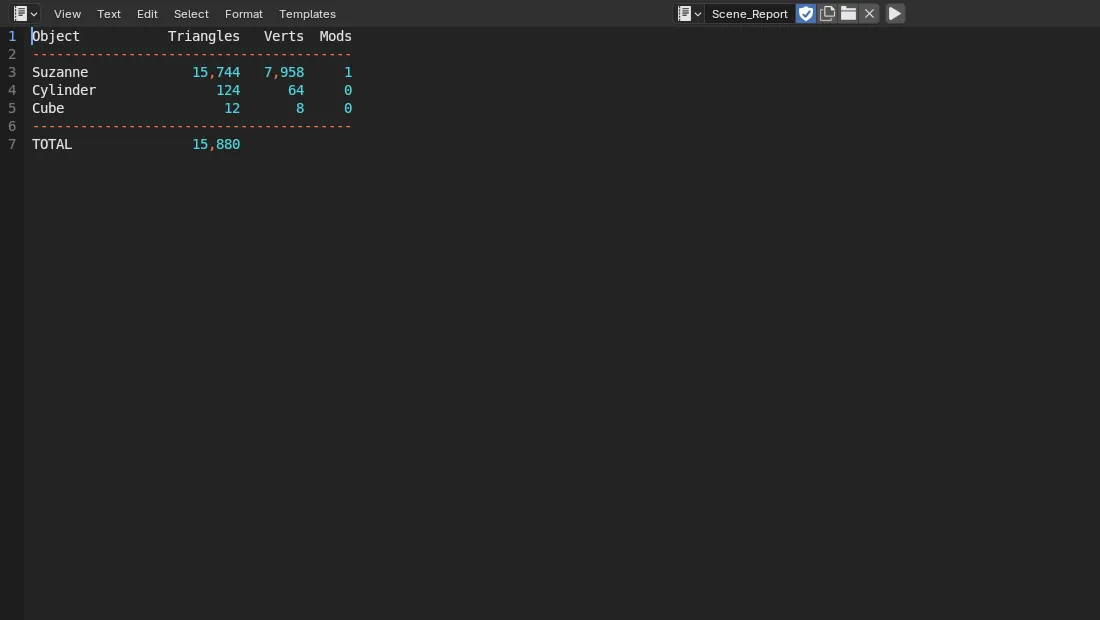 View Text Edit Select Format Templates Scene_Report
1 Object Triangles Verts Mods
2 ----------------------------------------
3 Suzanne 15,744 7,958 1
4 Cylinder 124 64 0
5 Cube 12 8 0
6 ----------------------------------------
7 TOTAL 15,880